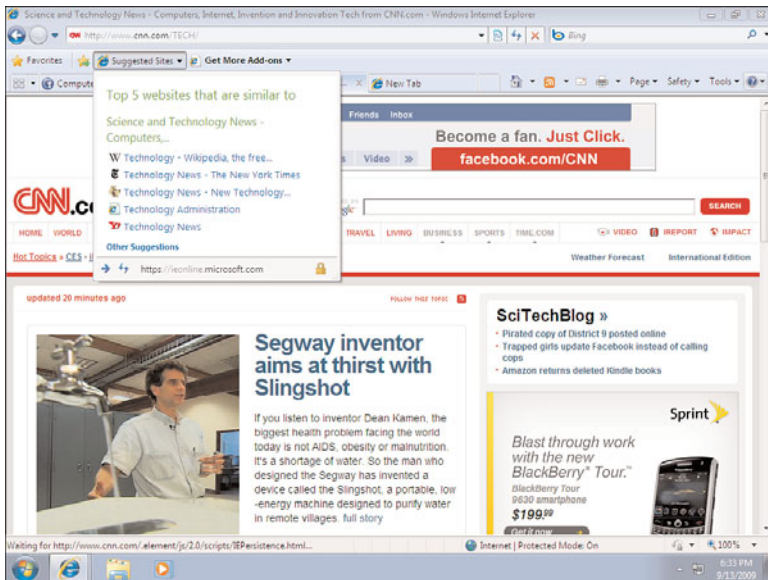 Science and Technology News - Computers, Internet, Invention and Innovation Tech from CNN.com - Windows Internet Explorer
http://www.cnn.com/TECH/
Bing
Favorites Suggested Sites Get More Add-ons
Compute
New Tab
Page Safety Tools
Top 5 websites that are similar to
Science and Technology News -
Computers,...
Technology - Wikipedia, the free...
Technology News - The New York Times
Technology News - New Technology...
Technology Administration
Technology News
Other Suggestions
https://ieonline.microsoft.com
Friends Inbox
Video
Become a fan. Just Click.
facebook.com/CNN
CNN.c
SEARCH
HOME WORLD TRAVEL LIVING BUSINESS SPORTS TIME.COM VIDEO IREPORT IMPACT
Hot Topics » CES
Weather Forecast International Edition
updated 20 minutes ago
FOLLOW THIS TOPIC
Segway inventor
aims at thirst with
Slingshot
If you listen to inventor Dean Kamen, the
biggest health problem facing the world
today is not AIDS, obesity or malnutrition.
It's a shortage of water. So the man who
designed the Segway has invented a
device called the Slingshot, a portable, low
-energy machine designed to purify water
in remote villages. full story
SciTechBlog »
Pirated copy of District 9 posted online
Trapped girls update Facebook instead of calling
cops
Amazon returns deleted Kindle books
Sprint
Blast through work
with the new
BlackBerry® Tour.™
BlackBerry Tour
9630 smartphone
$199.99
Get it now
Waiting for http://www.cnn.com/.element/js/2.0/scripts/IEPersistence.html...
Internet | Protected Mode: On
100%
6:33 PM
9/13/2009